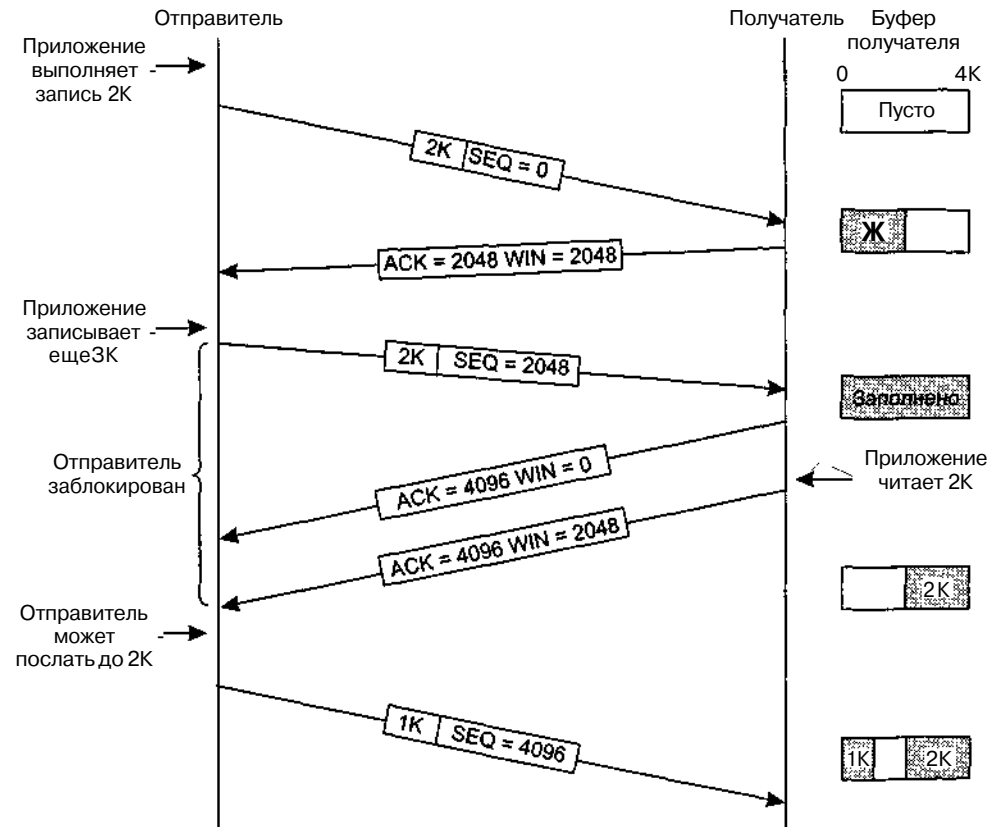 Отправитель
Получатель
Буфер
получателя
Приложение
выполняет
запись 2K
0 4K
Пусто
2K SEQ = 0
Ж
ACK = 2048 WIN = 2048
Приложение
записывает
еще3K
2K SEQ = 2048
Заполнено
Отправитель
заблокирован
ACK = 4096 WIN = 0
Приложение
читает 2K
ACK = 4096 WIN = 2048
2K
Отправитель
может
послать до 2K
1K SEQ = 4096
1K 2K